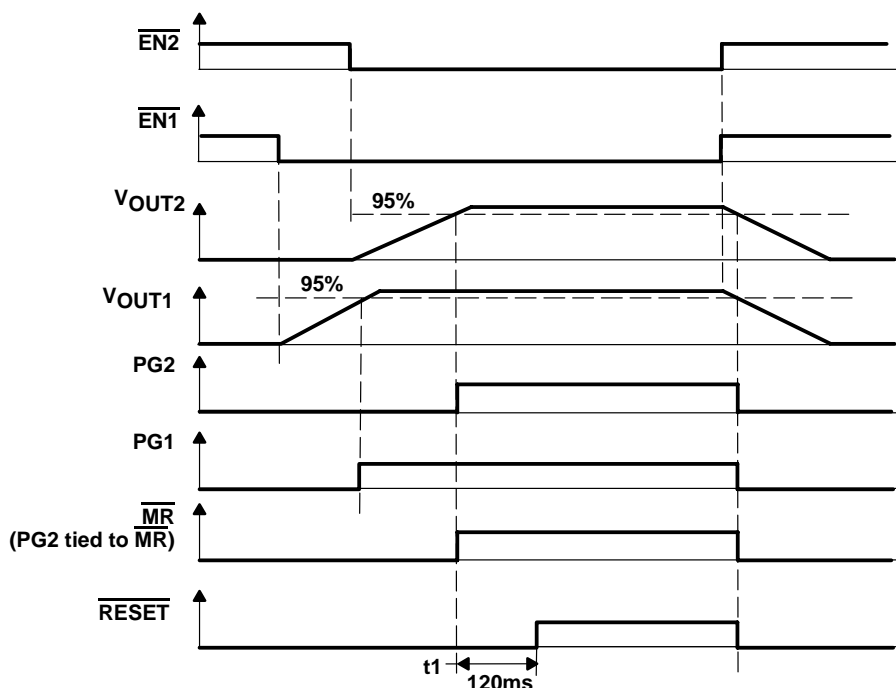 EN2
EN1
VOUT2
95%
VOUT1
95%
PG2
PG1
MR
(PG2 tied to MR)
RESET
t1
120ms